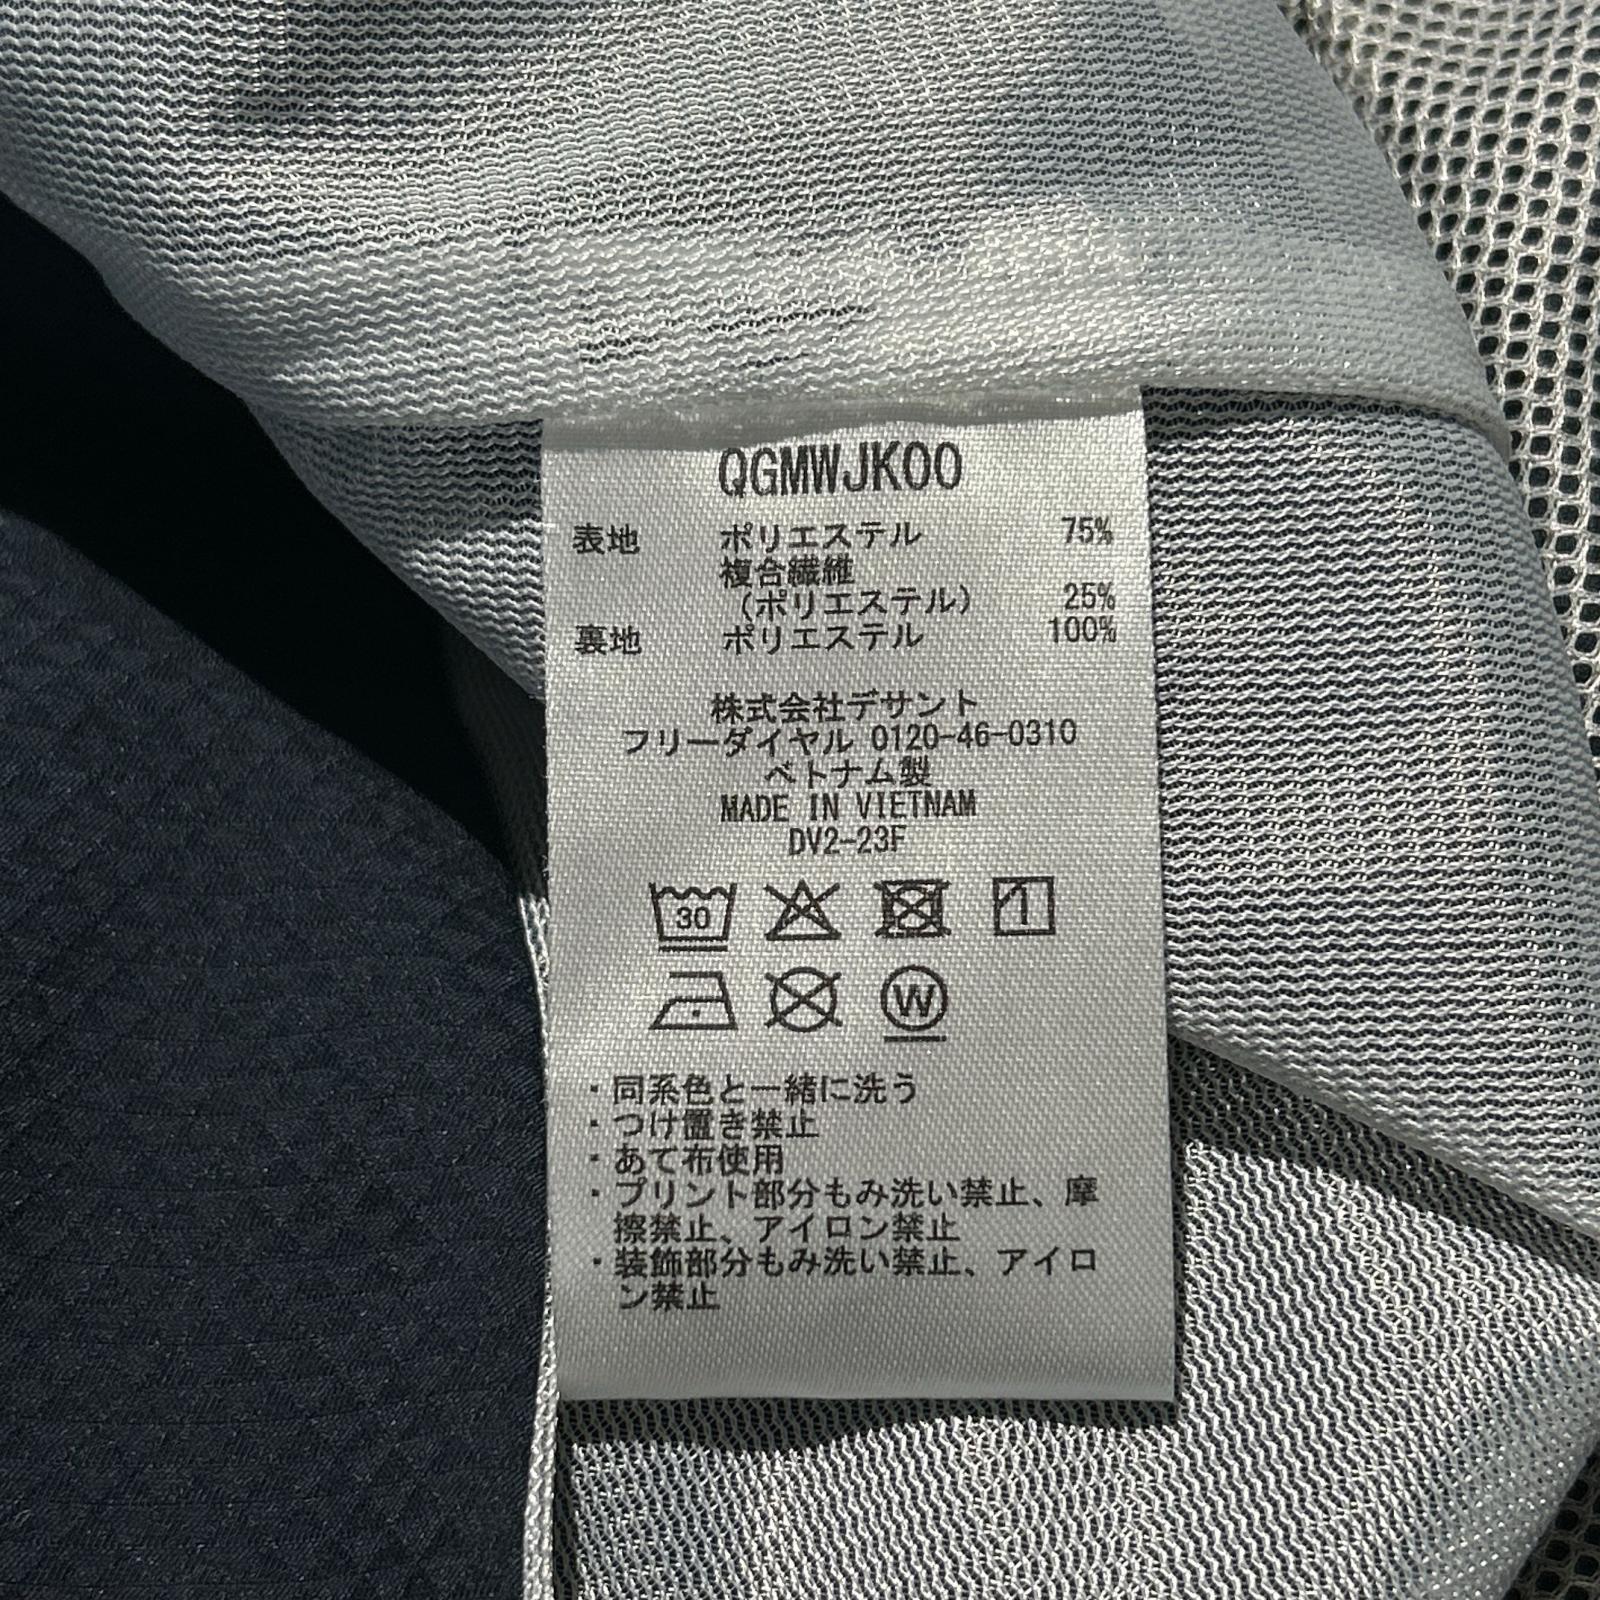 QGMWJK00
表地 ポリエステル 75%
複合繊維
（ポリエステル） 25%
裏地 ポリエステル 100%
株式会社デサント
フリーダイヤル 0120-46-0310
ベトナム製
MADE IN VIETNAM
DV2-23F
30
W
・同系色と一緒に洗う
・つけ置き禁止
・あて布使用
・プリント部分もみ洗い禁止、摩
擦禁止、アイロン禁止
・装飾部分もみ洗い禁止、アイロ
ン禁止